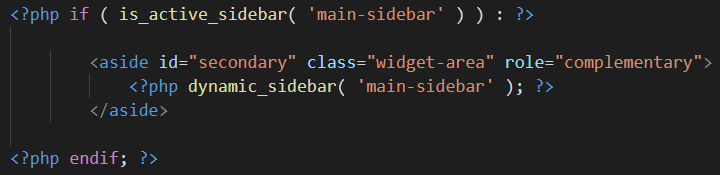 <?php if ( is_active_sidebar( 'main-sidebar' ) ) : ?>
<aside id="secondary" class="widget-area" role="complementary">
<?php dynamic_sidebar( 'main-sidebar' ); ?>
</aside>
<?php endif; ?>